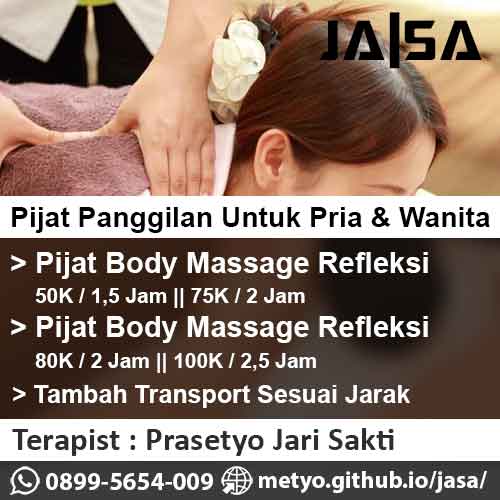 JA|SA
Pijat Panggilan Untuk Pria & Wanita
> Pijat Body Massage Refleksi
50K / 1,5 Jam || 75K / 2 Jam
> Pijat Body Massage Refleksi
80K / 2 Jam || 100K / 2,5 Jam
> Tambah Transport Sesuai Jarak
Terapist : Prasetyo Jari Sakti
0899-5654-009 metyo.github.io/jasa/